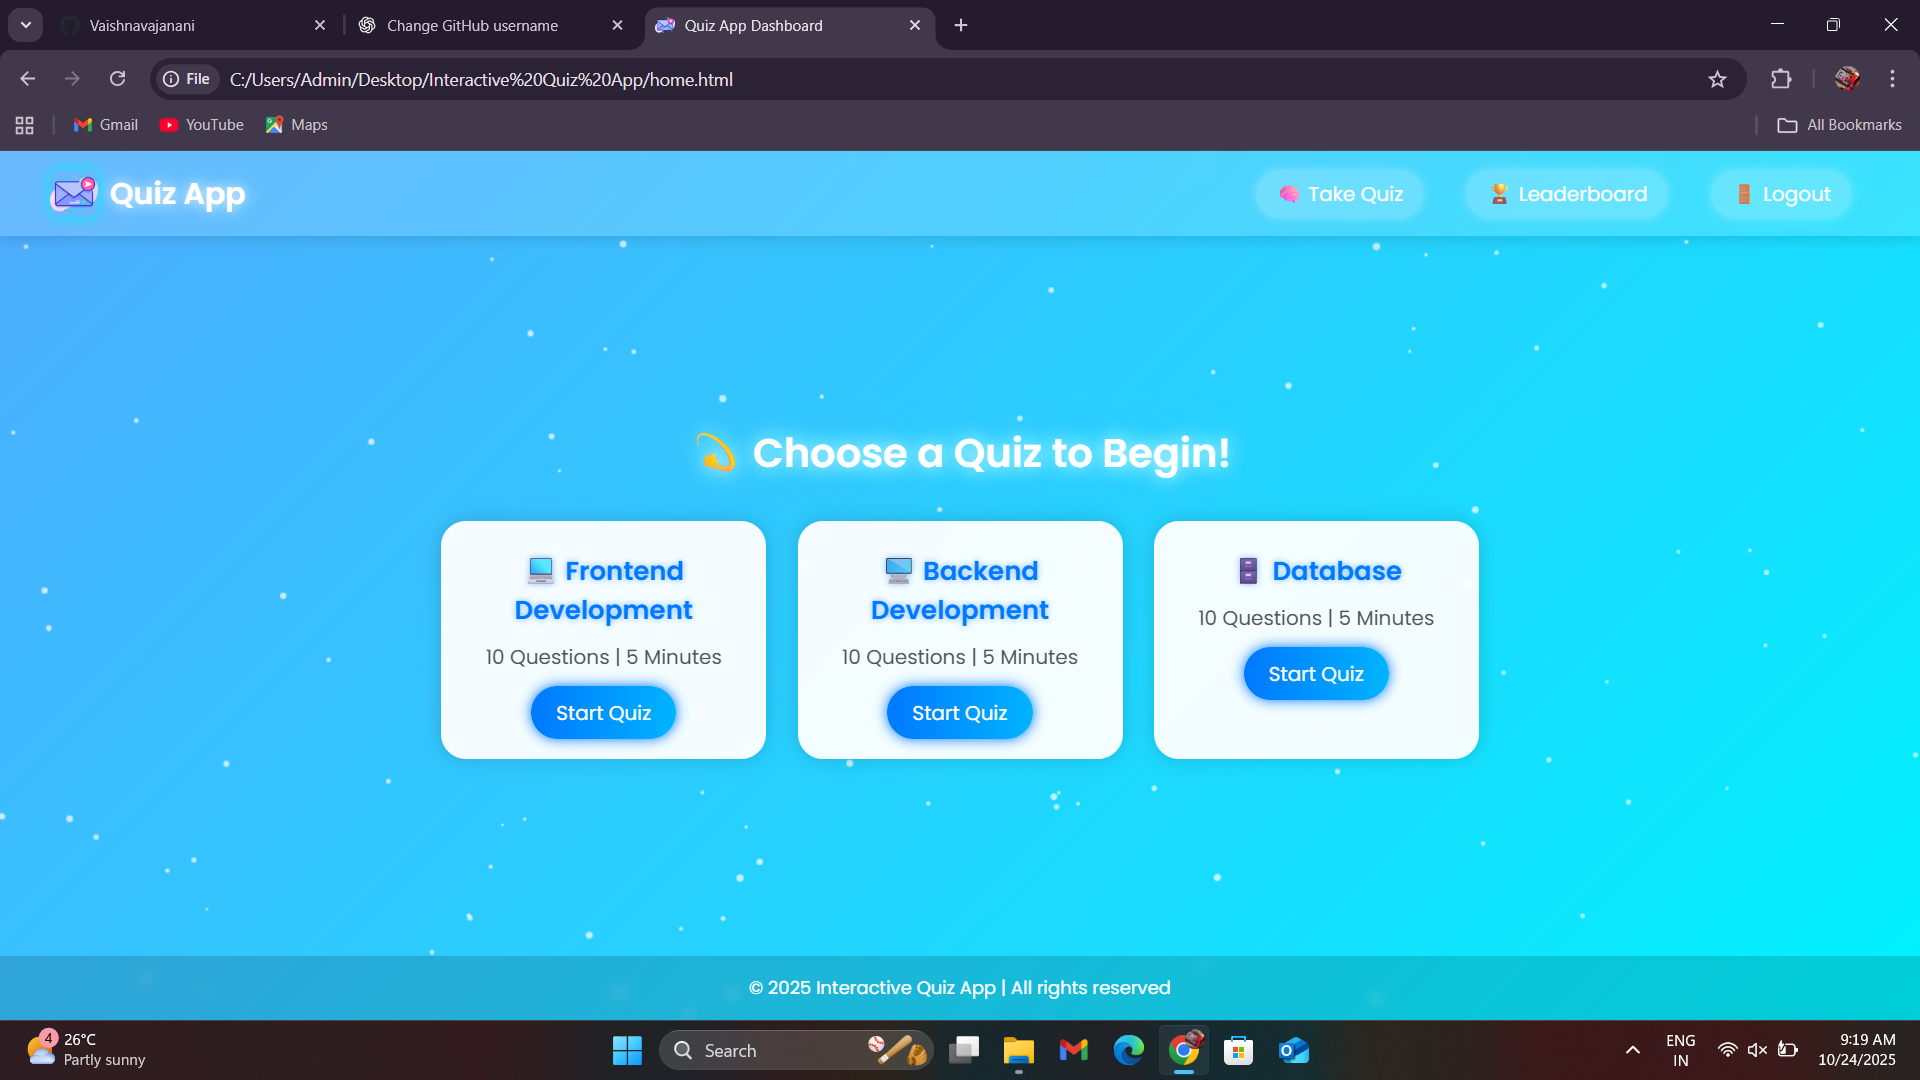 Vaishnavajanani
Change GitHub username
Quiz App Dashboard
File
C:/Users/Admin/Desktop/Interactive%20Quiz%20App/home.html
Gmail
YouTube
Maps
All Bookmarks
Quiz App
Take Quiz
Leaderboard
Logout
Choose a Quiz to Begin!
Frontend
Development
10 Questions | 5 Minutes
Start Quiz
Backend
Development
10 Questions | 5 Minutes
Start Quiz
Database
10 Questions | 5 Minutes
Start Quiz
© 2025 Interactive Quiz App | All rights reserved
4
26°C
Partly sunny
Search
ENG
IN
9:19 AM
10/24/2025